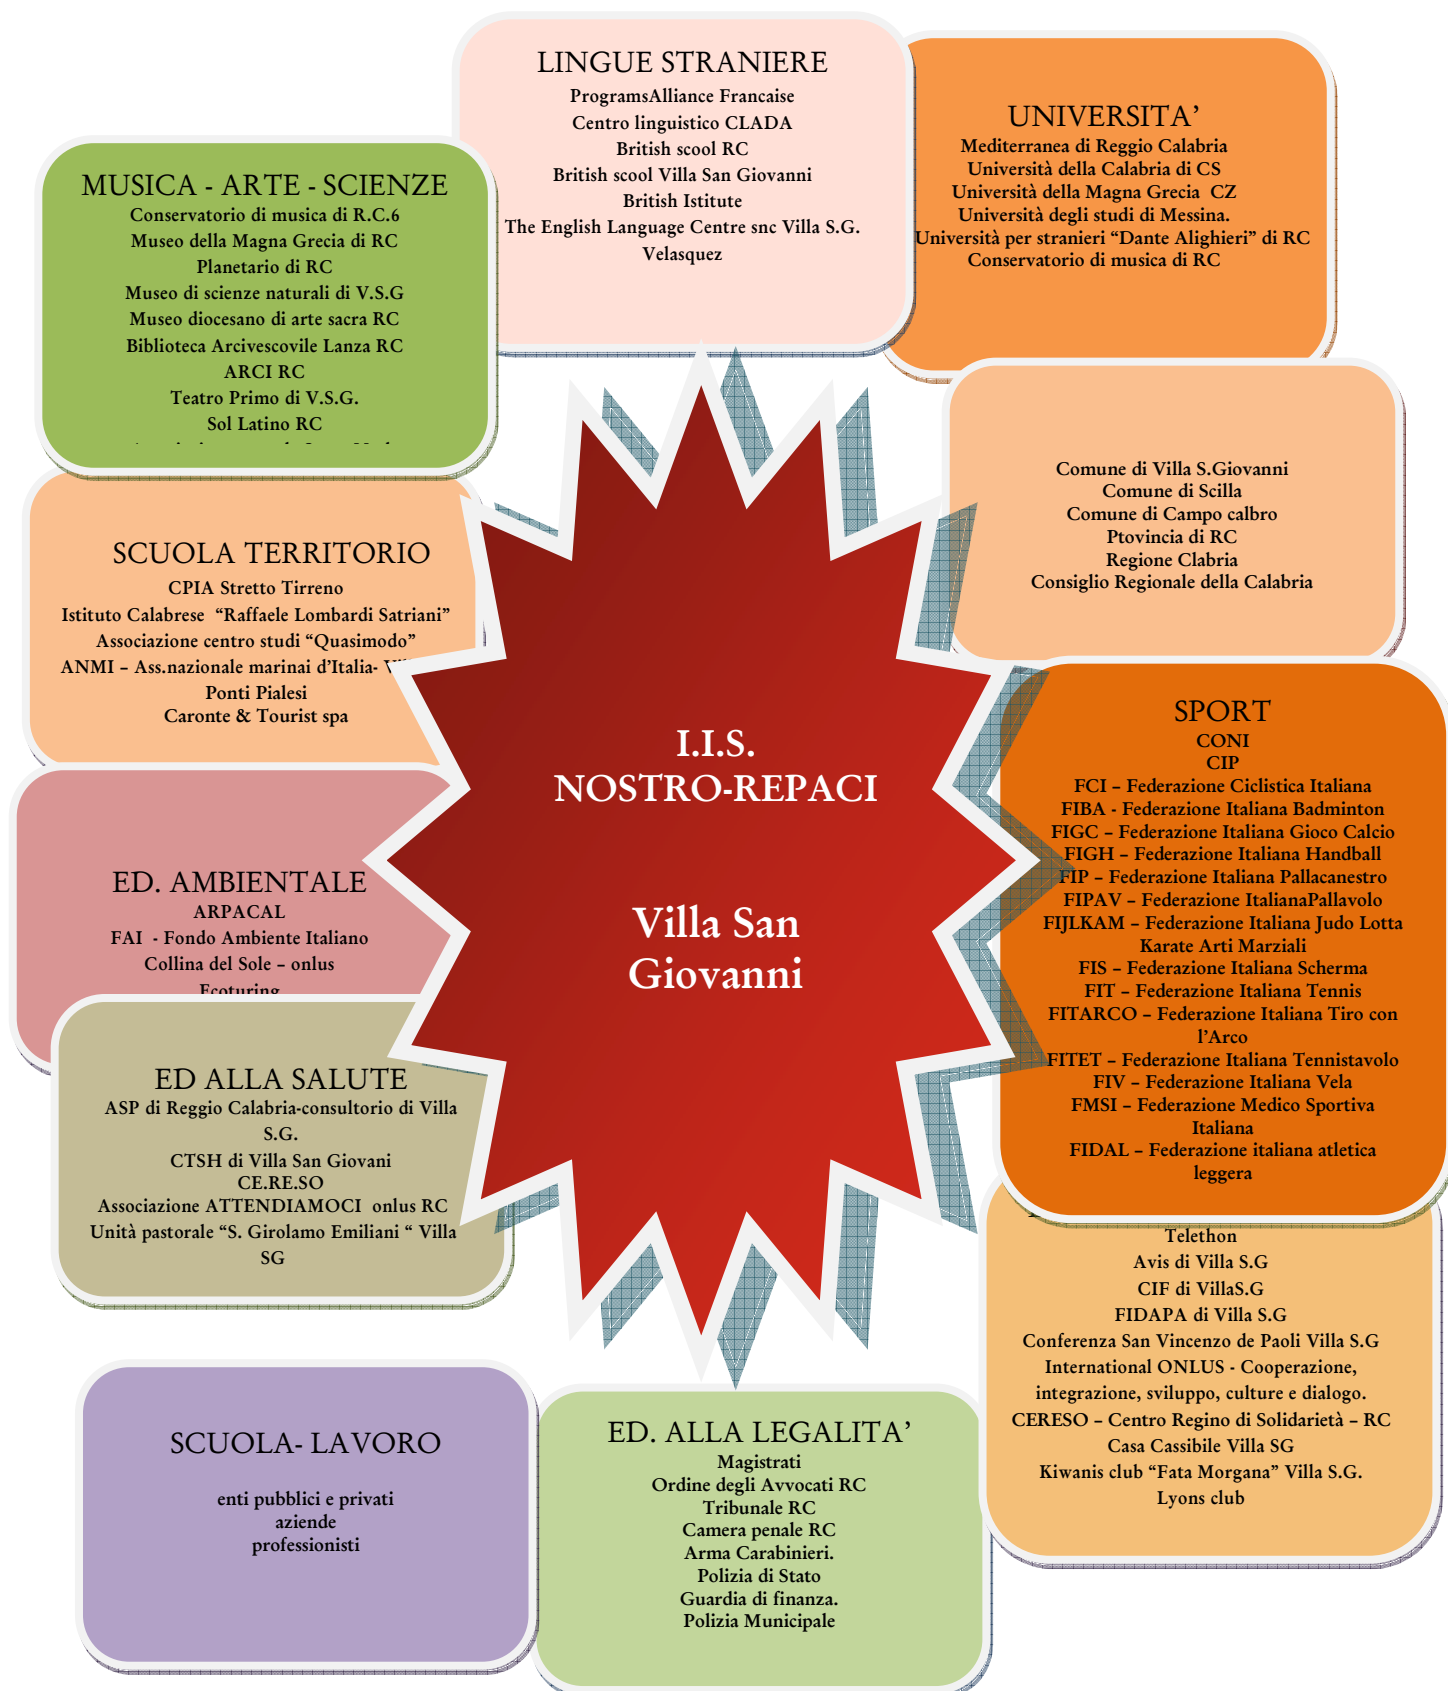 LINGUE STRANIERE
ProgramsAlliance Francaise
Centro linguistico CLADA
British scool RC
British scool Villa San Giovanni
British Istitute
The English Language Centre snc Villa S.G.
Velasquez
UNIVERSITA’
Mediterranea di Reggio Calabria
Università della Calabria di CS
Università della Magna Grecia CZ
Università degli studi di Messina.
Università per stranieri “Dante Alighieri” di RC
Conservatorio di musica di RC
MUSICA - ARTE - SCIENZE
Conservatorio di musica di R.C.6
Museo della Magna Grecia di RC
Planetario di RC
Museo di scienze naturali di V.S.G
Museo diocesano di arte sacra RC
Biblioteca Arcivescovile Lanza RC
ARCI RC
Teatro Primo di V.S.G.
Sol Latino RC
Comune di Villa S.Giovanni
Comune di Scilla
Comune di Campo calbro
Ptovincia di RC
Regione Clabria
Consiglio Regionale della Calabria
SCUOLA TERRITORIO
CPIA Stretto Tirreno
Istituto Calabrese “Raffaele Lombardi Satriani”
Associazione centro studi “Quasimodo”
ANMI – Ass.nazionale marinai d’Italia-
Ponti Pialesi
Caronte & Tourist spa
I.I.S.
NOSTRO-REPACI
Villa San
Giovanni
SPORT
CONI
CIP
FCI – Federazione Ciclistica Italiana
FIBA - Federazione Italiana Badminton
FIGC – Federazione Italiana Gioco Calcio
FIGH – Federazione Italiana Handball
FIP – Federazione Italiana Pallacanestro
FIPAV – Federazione ItalianaPallavolo
FIJLKAM – Federazione Italiana Judo Lotta
Karate Arti Marziali
FIS – Federazione Italiana Scherma
FIT – Federazione Italiana Tennis
FITARCO – Federazione Italiana Tiro con
l’Arco
FITET – Federazione Italiana Tennistavolo
FIV – Federazione Italiana Vela
FMSI – Federazione Medico Sportiva
Italiana
FIDAL – Federazione italiana atletica
leggera
ED. AMBIENTALE
ARPACAL
FAI - Fondo Ambiente Italiano
Collina del Sole – onlus
Ecoturing
ED ALLA SALUTE
ASP di Reggio Calabria-consultorio di Villa
S.G.
CTSH di Villa San Giovani
CE.RE.SO
Associazione ATTENDIAMOCI onlus RC
Unità pastorale “S. Girolamo Emiliani “ Villa
SG
Telethon
Avis di Villa S.G
CIF di VillaS.G
FIDAPA di Villa S.G
Conferenza San Vincenzo de Paoli Villa S.G
International ONLUS - Cooperazione,
integrazione, sviluppo, culture e dialogo.
CERESO – Centro Regino di Solidarietà – RC
Casa Cassibile Villa SG
Kiwanis club “Fata Morgana” Villa S.G.
Lyons club
SCUOLA- LAVORO
enti pubblici e privati
aziende
professionisti
ED. ALLA LEGALITA’
Magistrati
Ordine degli Avvocati RC
Tribunale RC
Camera penale RC
Arma Carabinieri.
Polizia di Stato
Guardia di finanza.
Polizia Municipale